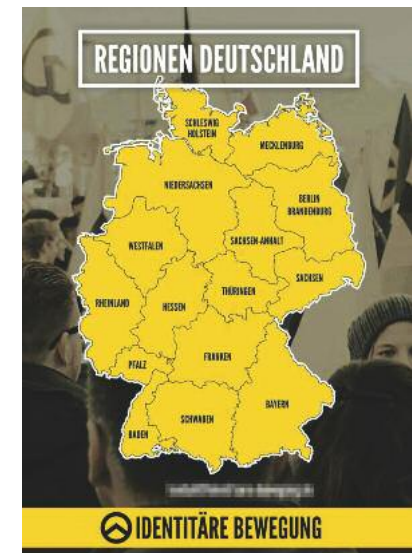 REGIONEN DEUTSCHLAND
SCHLESWIG
HOLSTEIN
MECKLENBURG
NIEDERSACHSEN
BERLIN
BRANDENBURG
WESTFALEN
SACHSEN-ANHALT
SACHSEN
RHEINLAND
HESSEN
THÜRINGEN
PFALZ
FRANKEN
BADEN
SCHWABEN
BAYERN
IDENTITÄRE BEWEGUNG